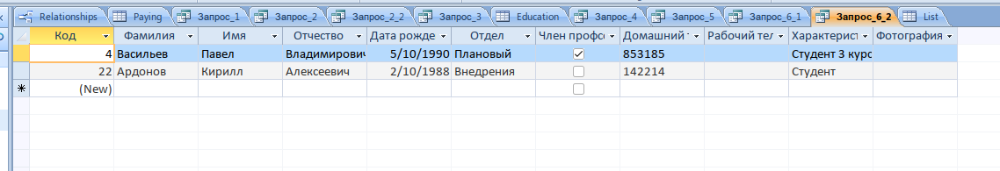 Relationships Paying Запрос_1 Запрос_2 Запрос_2_2 Запрос_3 Education Запрос_4 Запрос_5 Запрос_6_1 Запрос_6_2 List
Код Фамилия Имя Отчество Дата рожде Отдел Член профсо Домашний т Рабочий тел Характерист Фотография
4 Васильев Павел Владимирович 5/10/1990 Плановый 853185 Студент 3 курс
22 Ардонов Кирилл Алексеевич 2/10/1988 Внедрения 142214 Студент
(New)